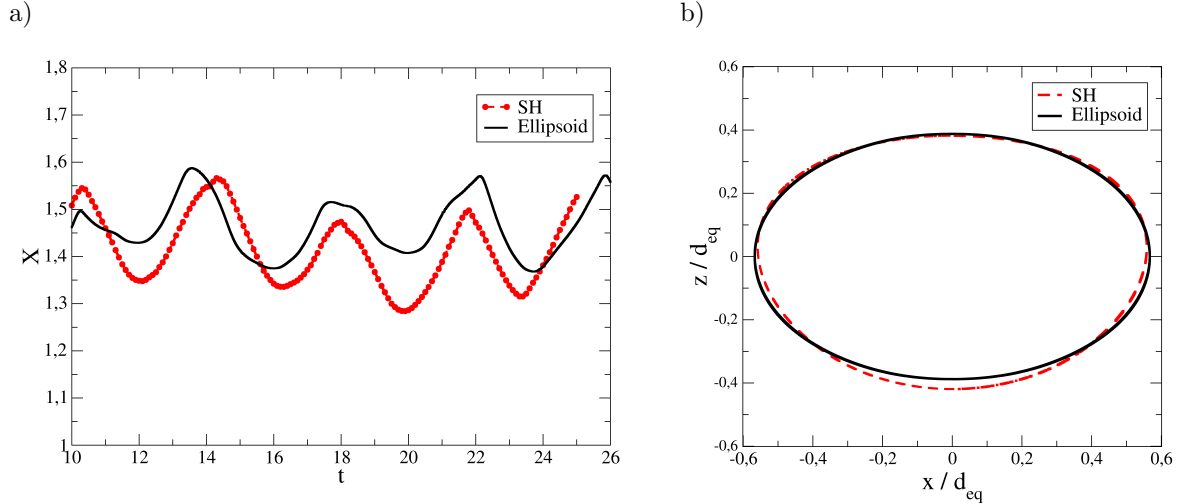 a)
1,8
1,7
1,6
1,5
1,4
1,3
1,2
1,1
1
X
10 12 14 16 18 20 22 24 26
t
SH
Ellipsoid
b)
0,6
0,4
0,2
0
-0,2
-0,4
-0,6
z / d_eq
-0,6 -0,4 -0,2 0 0,2 0,4 0,6
x / d_eq
SH
Ellipsoid